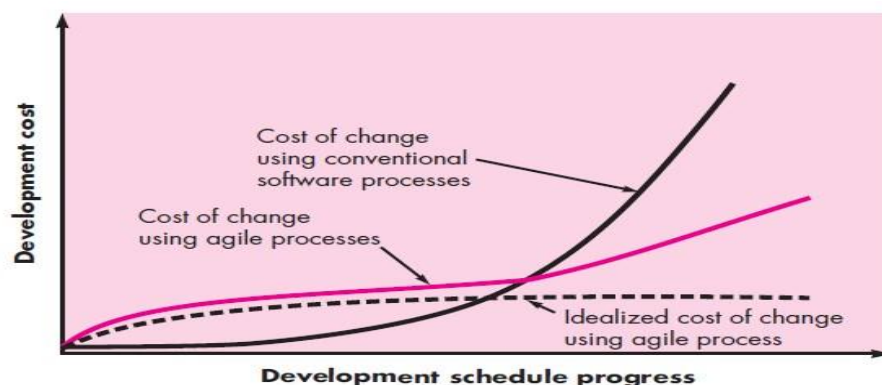 Development cost
Cost of change
using conventional
software processes
Cost of change
using agile processes
Idealized cost of change
using agile process
Development schedule progress